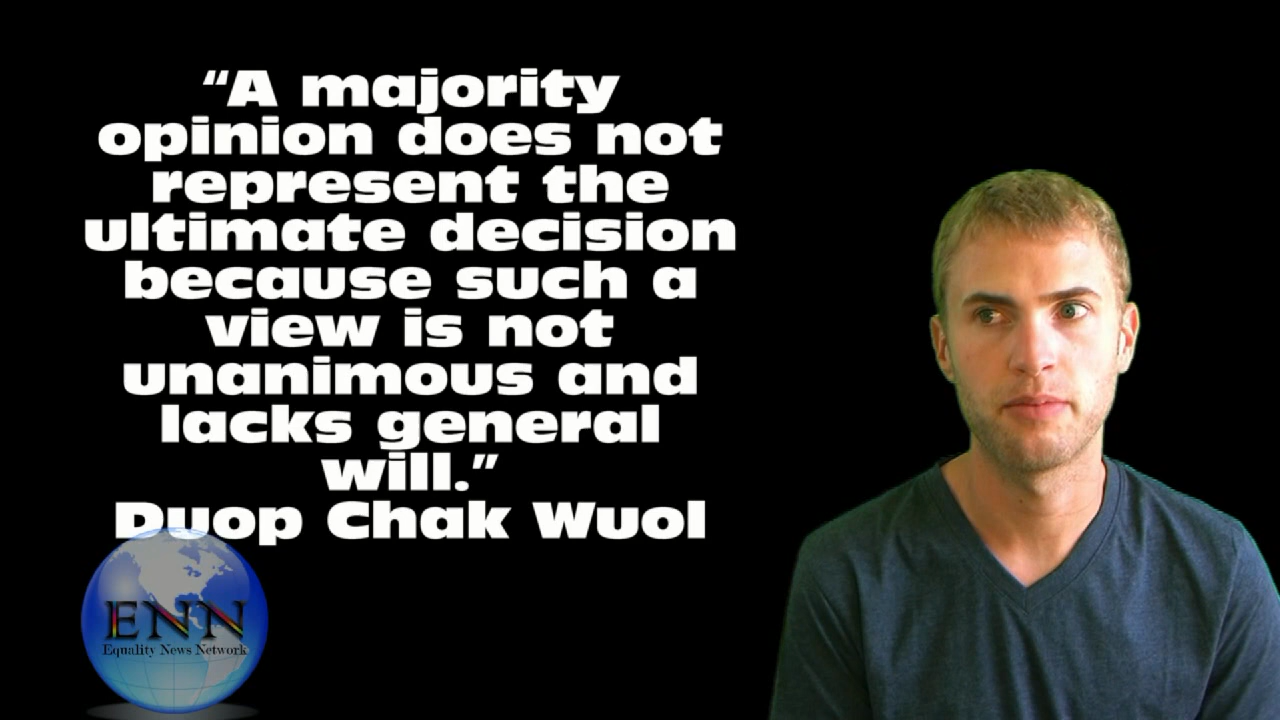 “A majority
opinion does not
represent the
ultimate decision
because such a
view is not
unanimous and
lacks general
will.”
Duop Chak Wuol
ENN
Equality News Network